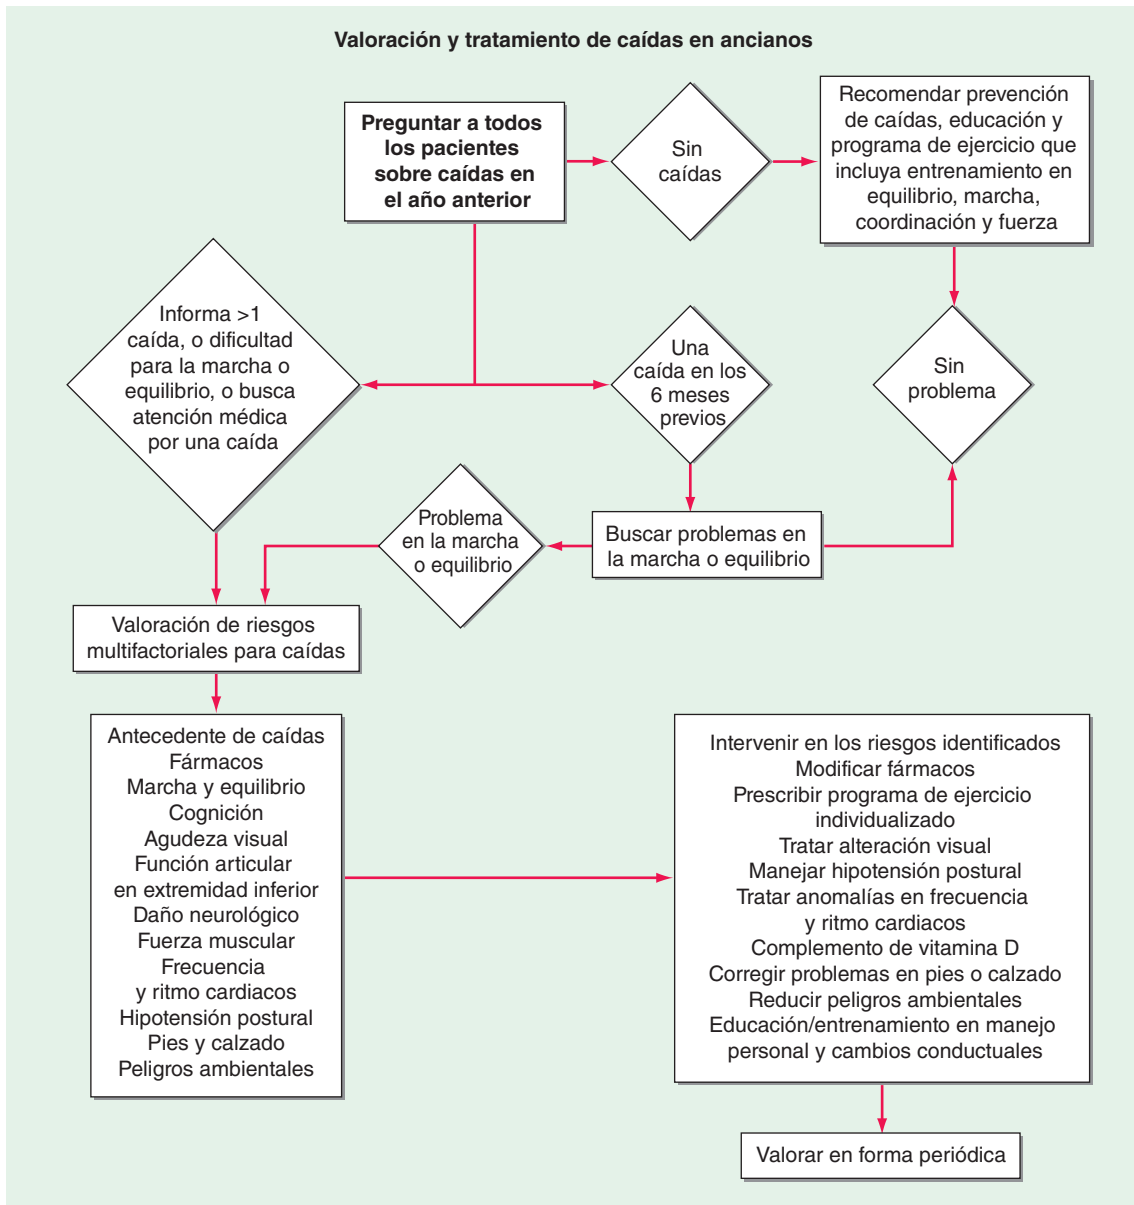 Valoración y tratamiento de caídas en ancianos
Preguntar a todos
los pacientes
sobre caídas en
el año anterior
Sin
caídas
Recomendar prevención
de caídas, educación y
programa de ejercicio que
incluya entrenamiento en
equilibrio, marcha,
coordinación y fuerza
Informa >1
caída, o dificultad
para la marcha o
equilibrio, o busca
atención médica
por una caída
Una
caída en los
6 meses
previos
Sin
problema
Problema
en la marcha
o equilibrio
Buscar problemas en
la marcha o equilibrio
Valoración de riesgos
multifactoriales para caídas
Antecedente de caídas
Fármacos
Marcha y equilibrio
Cognición
Agudeza visual
Función articular
en extremidad inferior
Daño neurológico
Fuerza muscular
Frecuencia
y ritmo cardiacos
Hipotensión postural
Pies y calzado
Peligros ambientales
Intervenir en los riesgos identificados
Modificar fármacos
Prescribir programa de ejercicio
individualizado
Tratar alteración visual
Manejar hipotensión postural
Tratar anomalías en frecuencia
y ritmo cardiacos
Complemento de vitamina D
Corregir problemas en pies o calzado
Reducir peligros ambientales
Educación/entrenamiento en manejo
personal y cambios conductuales
Valorar en forma periódica